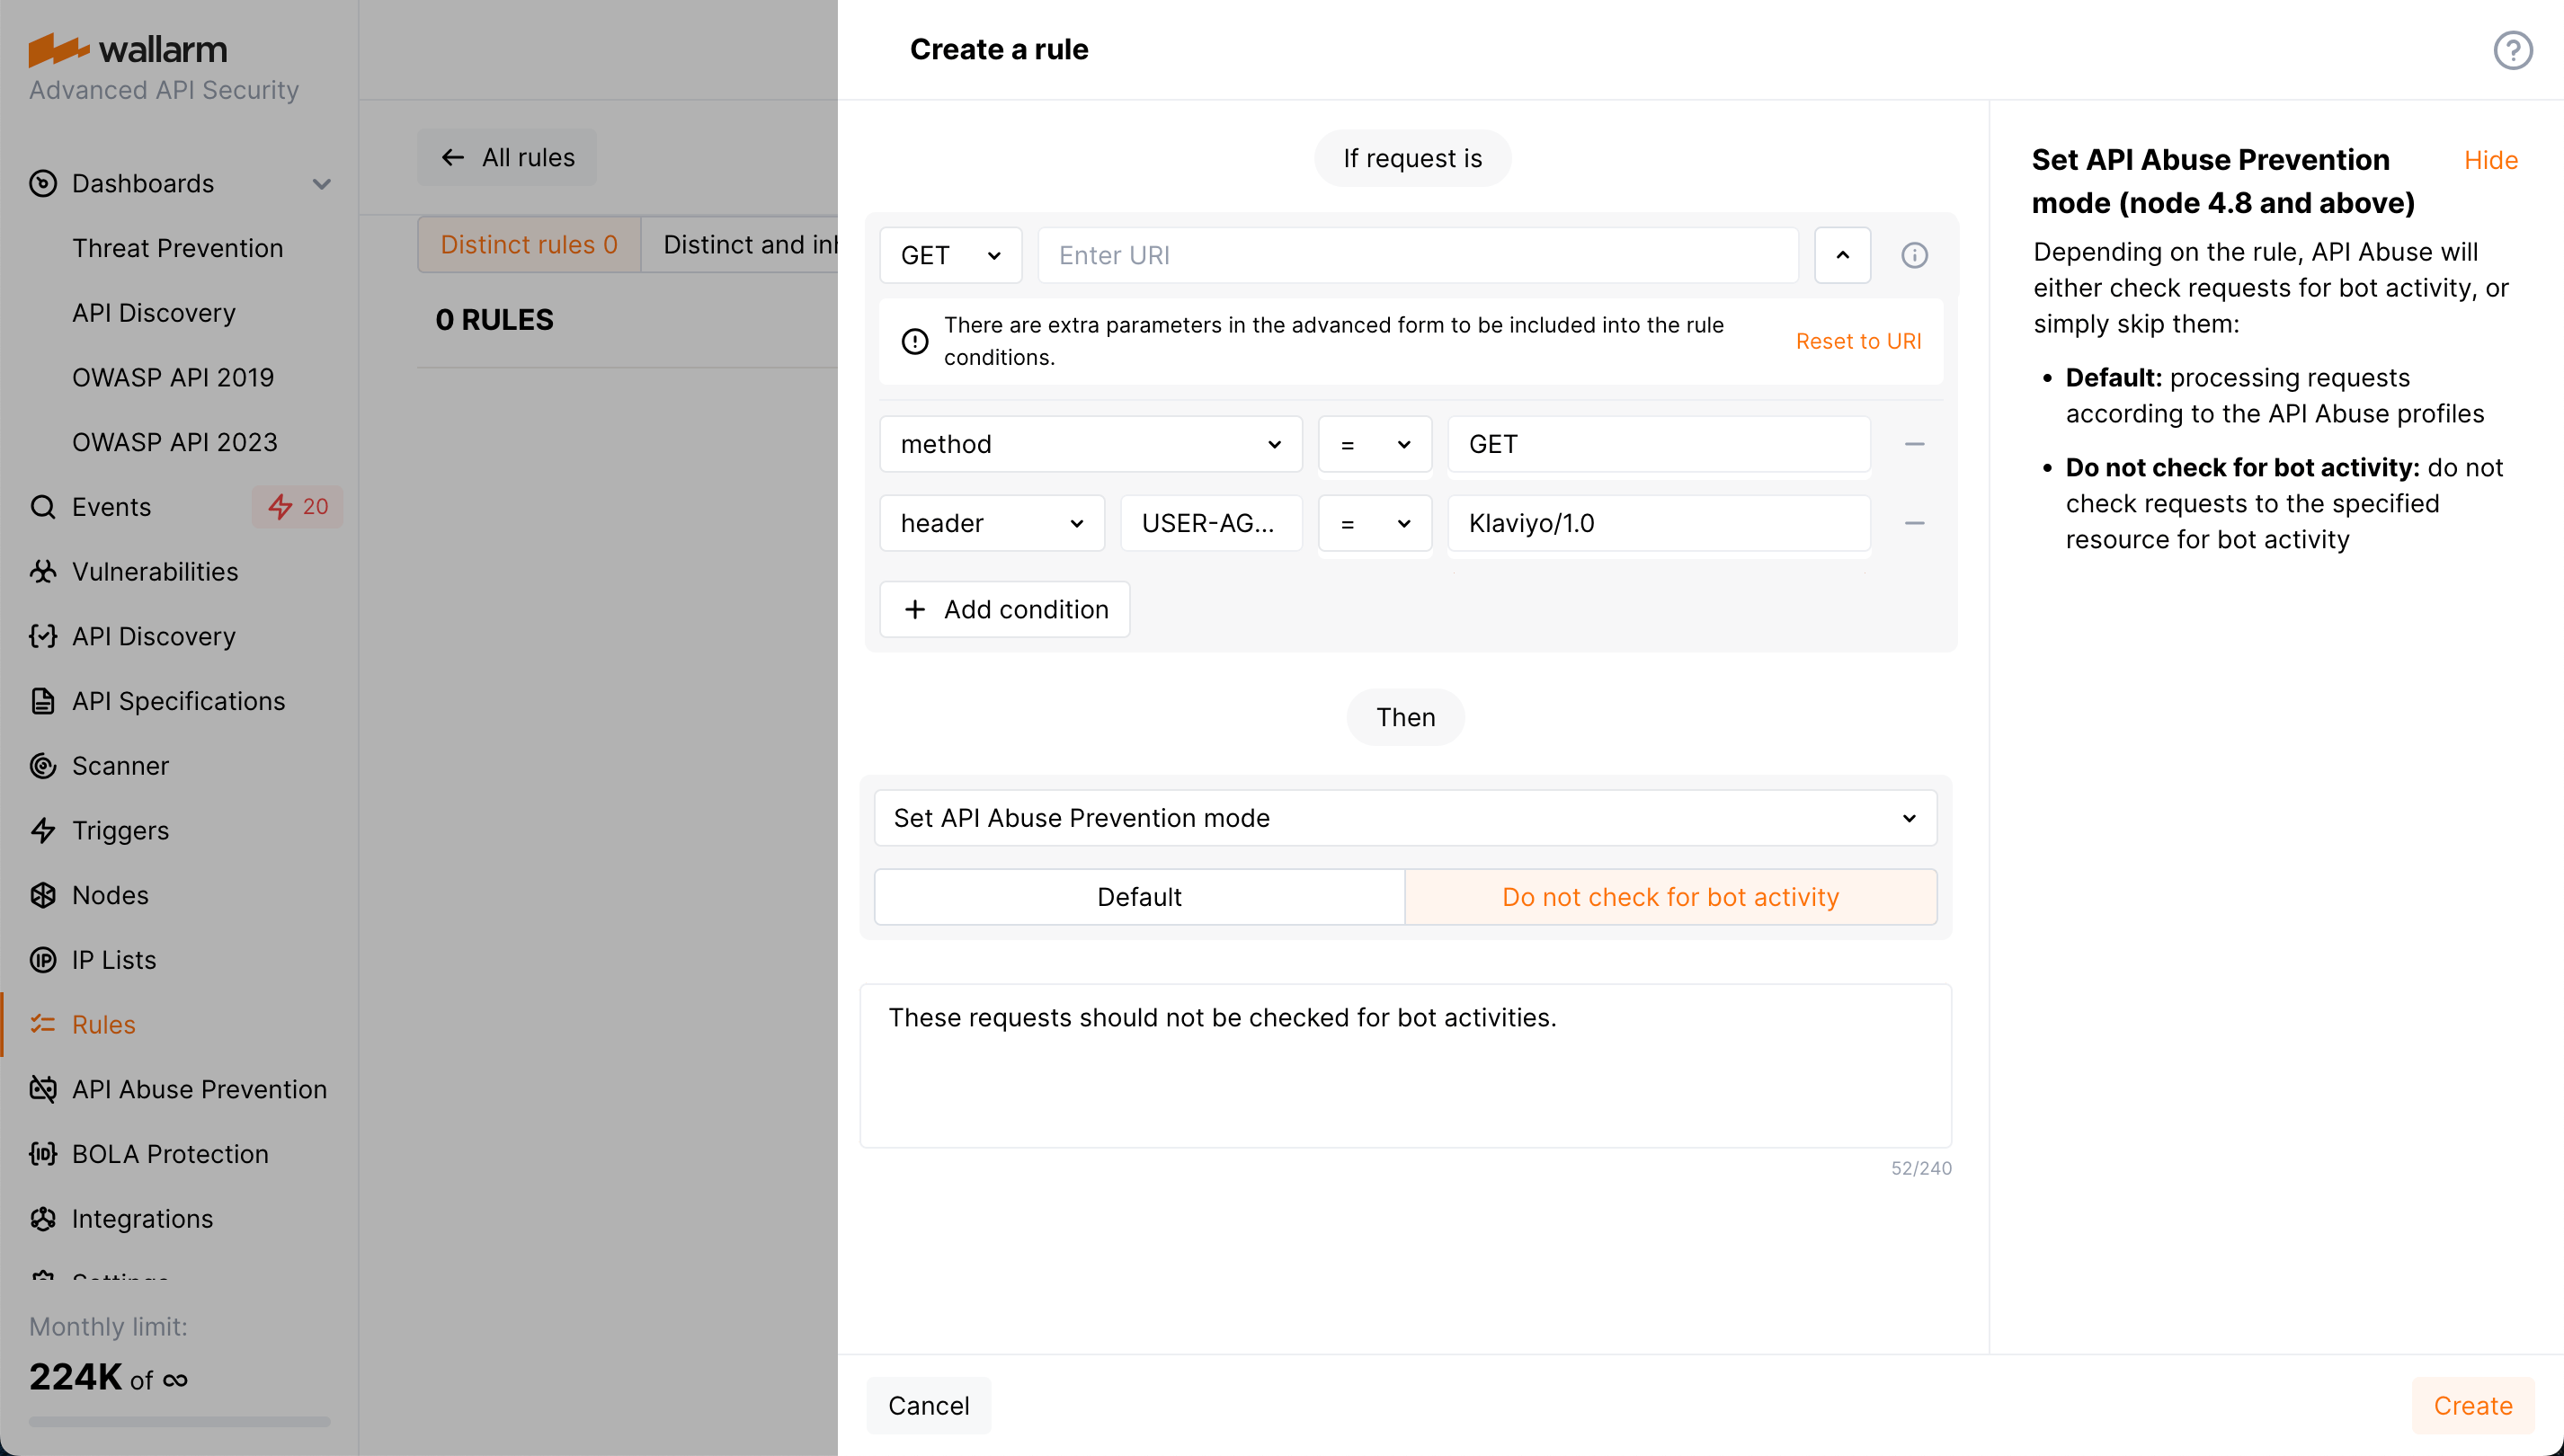 wallarm
Advanced API Security
Dashboards
Threat Prevention
API Discovery
OWASP API 2019
OWASP API 2023
Events
20
Vulnerabilities
API Discovery
API Specifications
Scanner
Triggers
Nodes
IP Lists
Rules
API Abuse Prevention
BOLA Protection
Integrations
Monthly limit:
224K of ∞
All rules
Distinct rules 0
Distinct and inh
0 RULES
Create a rule
If request is
GET
Enter URI
There are extra parameters in the advanced form to be included into the rule
conditions.
Reset to URI
method
=
GET
header
USER-AG...
=
Klaviyo/1.0
Add condition
Then
Set API Abuse Prevention mode
Default
Do not check for bot activity
These requests should not be checked for bot activities.
52/240
Cancel
Create
Set API Abuse Prevention
mode (node 4.8 and above)
Hide
Depending on the rule, API Abuse will
either check requests for bot activity, or
simply skip them:
• Default: processing requests
according to the API Abuse profiles
• Do not check for bot activity: do not
check requests to the specified
resource for bot activity